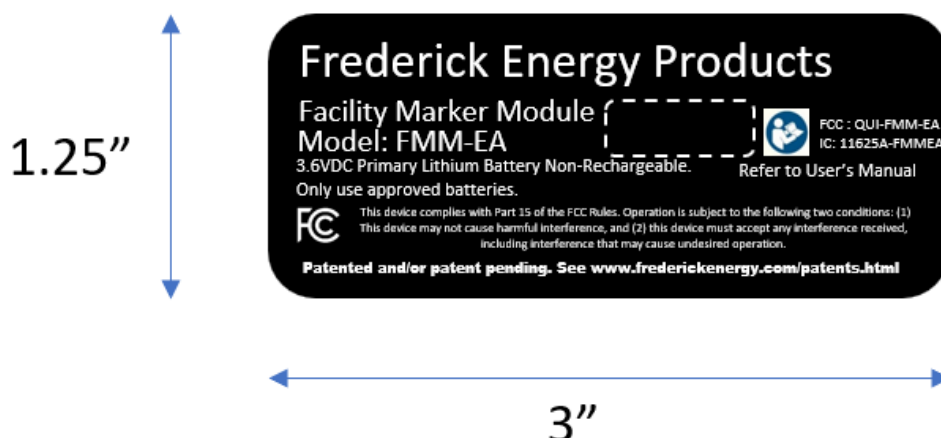 1.25”
Frederick Energy Products
Facility Marker Module
Model: FMM-EA
FCC : QUI-FMM-EA
IC: 11625A-FMMEA
3.6VDC Primary Lithium Battery Non-Rechargeable.
Refer to User’s Manual
Only use approved batteries.
FC
This device complies with Part 15 of the FCC Rules. Operation is subject to the following two conditions: (1)
This device may not cause harmful interference, and (2) this device must accept any interference received,
including interference that may cause undesired operation.
Patented and/or patent pending. See www.frederickenergy.com/patents.html
3”